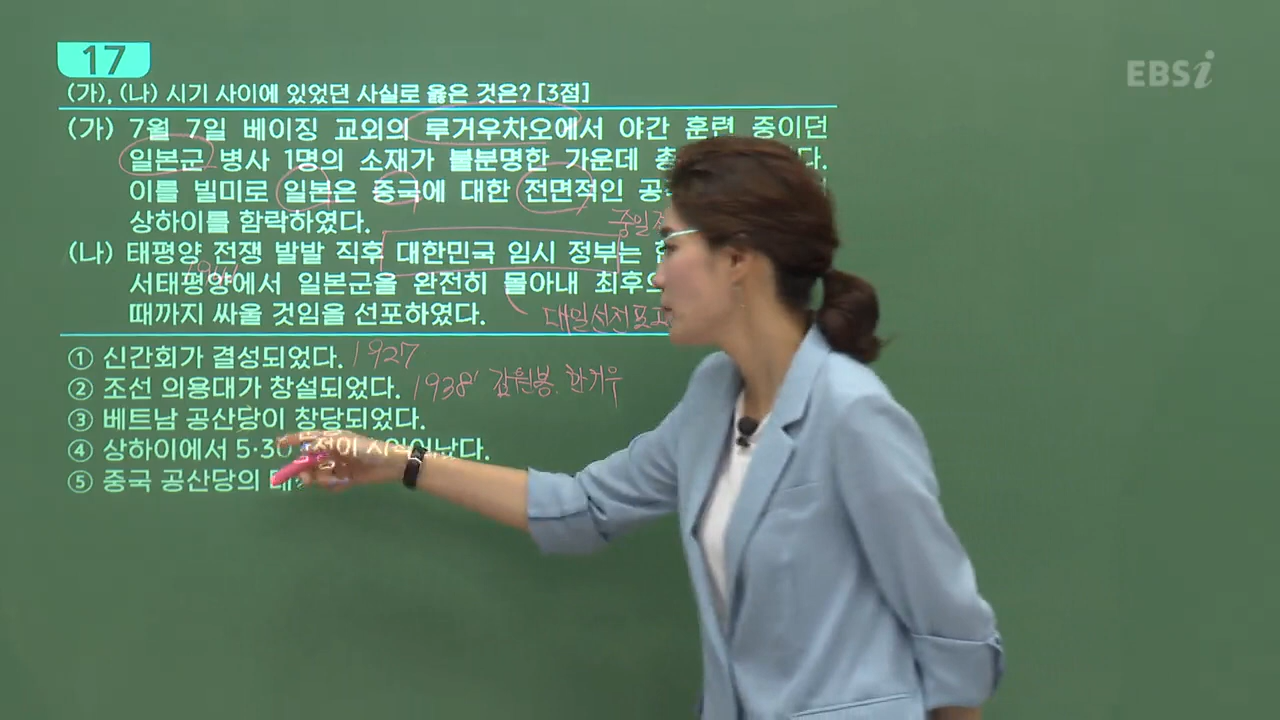 17
EBSi
(가), (나) 시기 사이에 있었던 사실로 옳은 것은? [3점]
(가) 7월 7일 베이징 교외의 루거우차오에서 야간 훈련 중이던
일본군 병사 1명의 소재가 불분명한 가운데 다.
이를 빌미로 일본은 중국에 대한 전면적인
상하이를 함락하였다.
중일
(나) 태평양 전쟁 발발 직후 대한민국 임시 정부는
1941
서태평양에서 일본군을 완전히 몰아내
때까지 싸울 것임을 선포하였다.
대일선전포고
① 신간회가 결성되었다. 1927
② 조선 의용대가 창설되었다. 1938' 김원봉. 한커우
③ 베트남 공산당이 창당되었다.
④ 상하이에서 5·30
⑤ 중국 공산당의